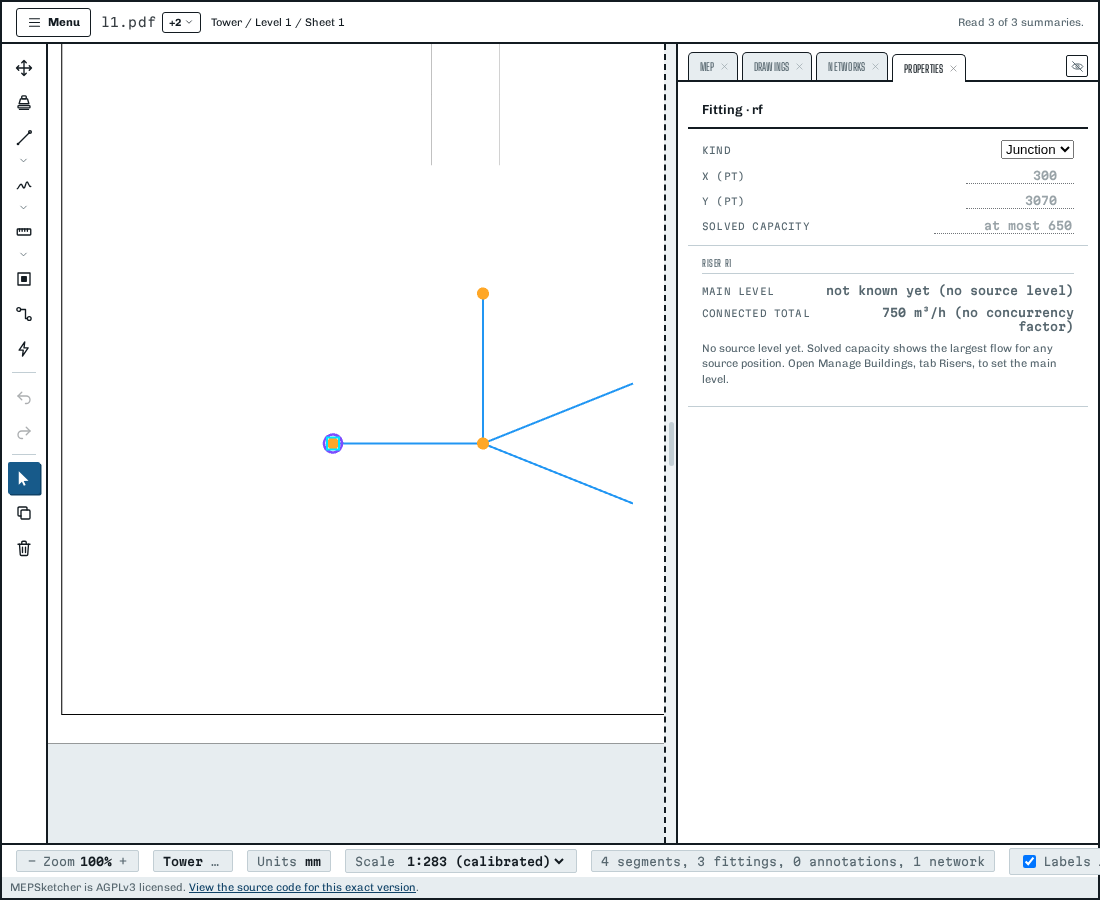 Menu l1.pdf +2 Tower / Level 1 / Sheet 1 Read 3 of 3 summaries.
MEP DRAWINGS NETWORKS PROPERTIES
Fitting · rf
KIND Junction
X (PT) 300
Y (PT) 3070
SOLVED CAPACITY at most 650
RISER R1
MAIN LEVEL not known yet (no source level)
CONNECTED TOTAL 750 m³/h (no concurrency
factor)
No source level yet. Solved capacity shows the largest flow for any
source position. Open Manage Buildings, tab Risers, to set the main
level.
− Zoom 100% + Tower … Units mm Scale 1:283 (calibrated) 4 segments, 3 fittings, 0 annotations, 1 network Labels
MEPSketcher is AGPLv3 licensed. View the source code for this exact version.